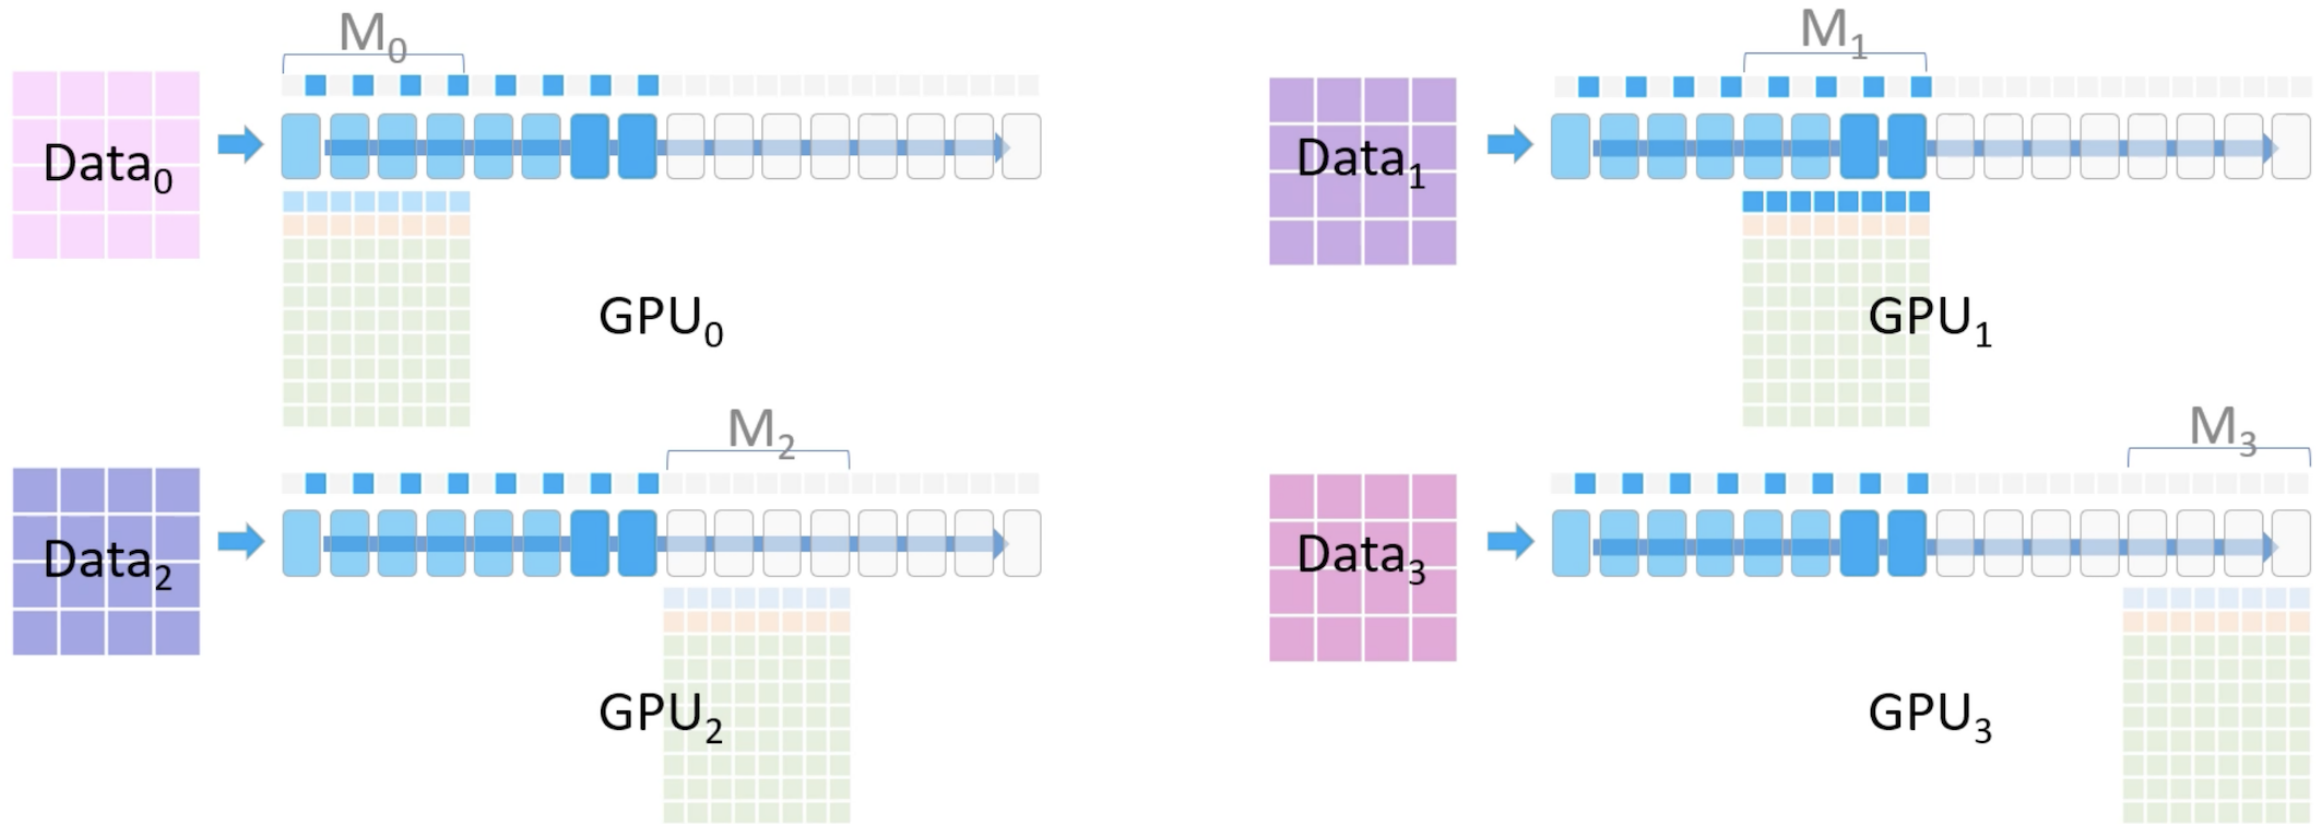 M₀
Data₀
GPU₀
M₁
Data₁
GPU₁
M₂
Data₂
GPU₂
M₃
Data₃
GPU₃